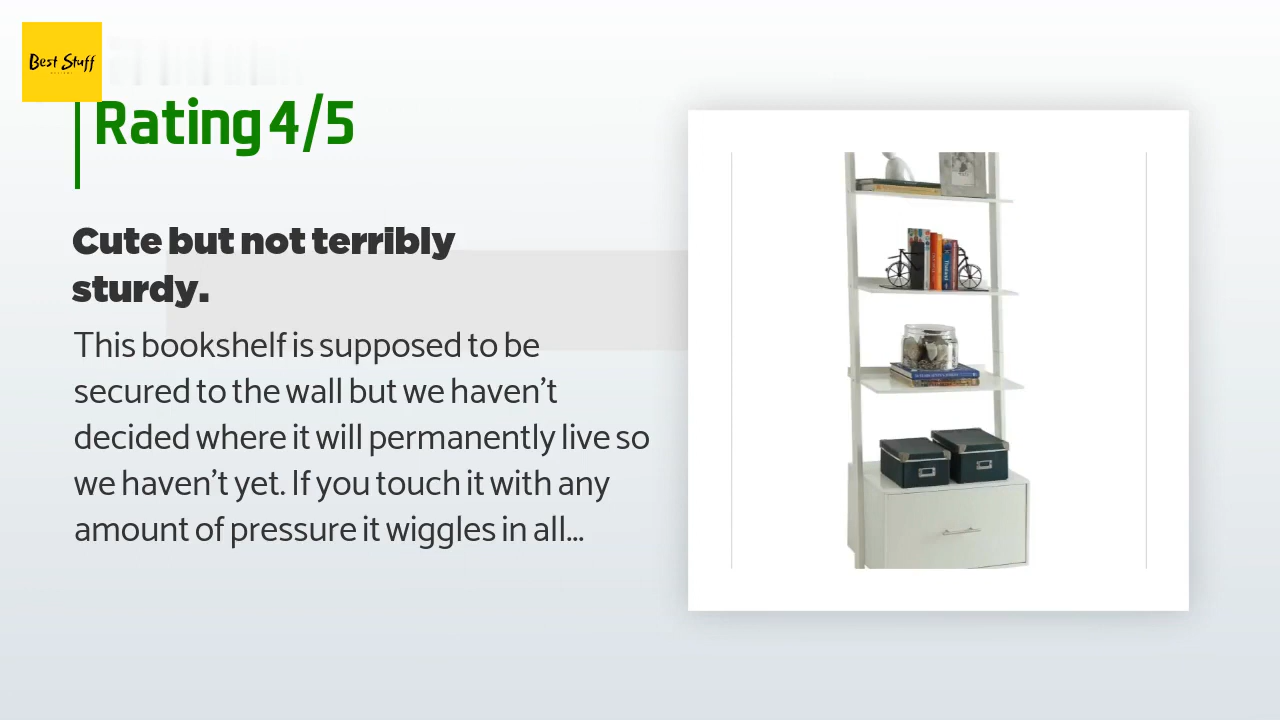 Best Stuff
Rating 4/5
Cute but not terribly
sturdy.
This bookshelf is supposed to be
secured to the wall but we haven’t
decided where it will permanently live so
we haven’t yet. If you touch it with any
amount of pressure it wiggles in all...